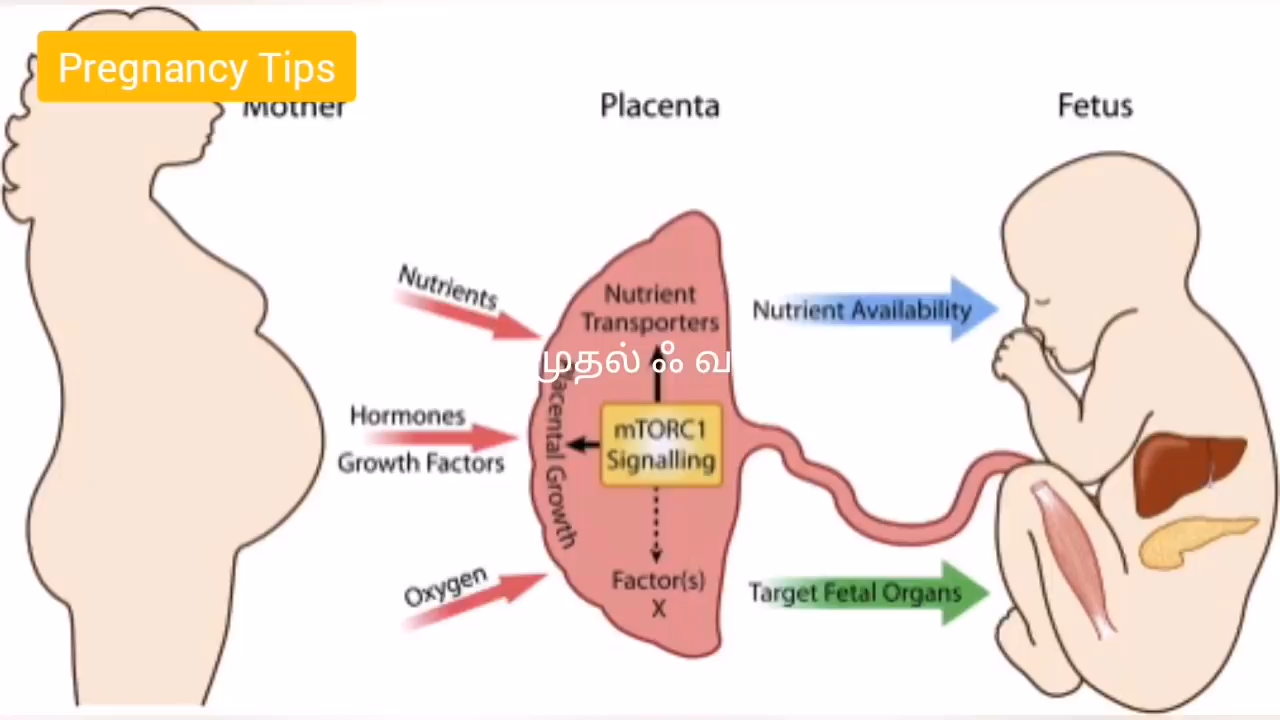 Pregnancy Tips
Mother
Placenta
Fetus
Nutrients
Hormones
Growth Factors
Oxygen
Nutrient
Transporters
முதல் ஃ வ
Placental Growth
mTORC1
Signalling
Factor(s)
X
Nutrient Availability
Target Fetal Organs